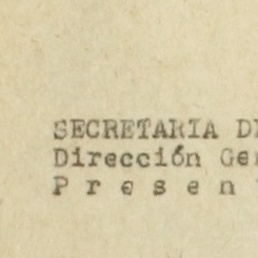 SECRETARIA D
Dirección Ge
P r e s e n